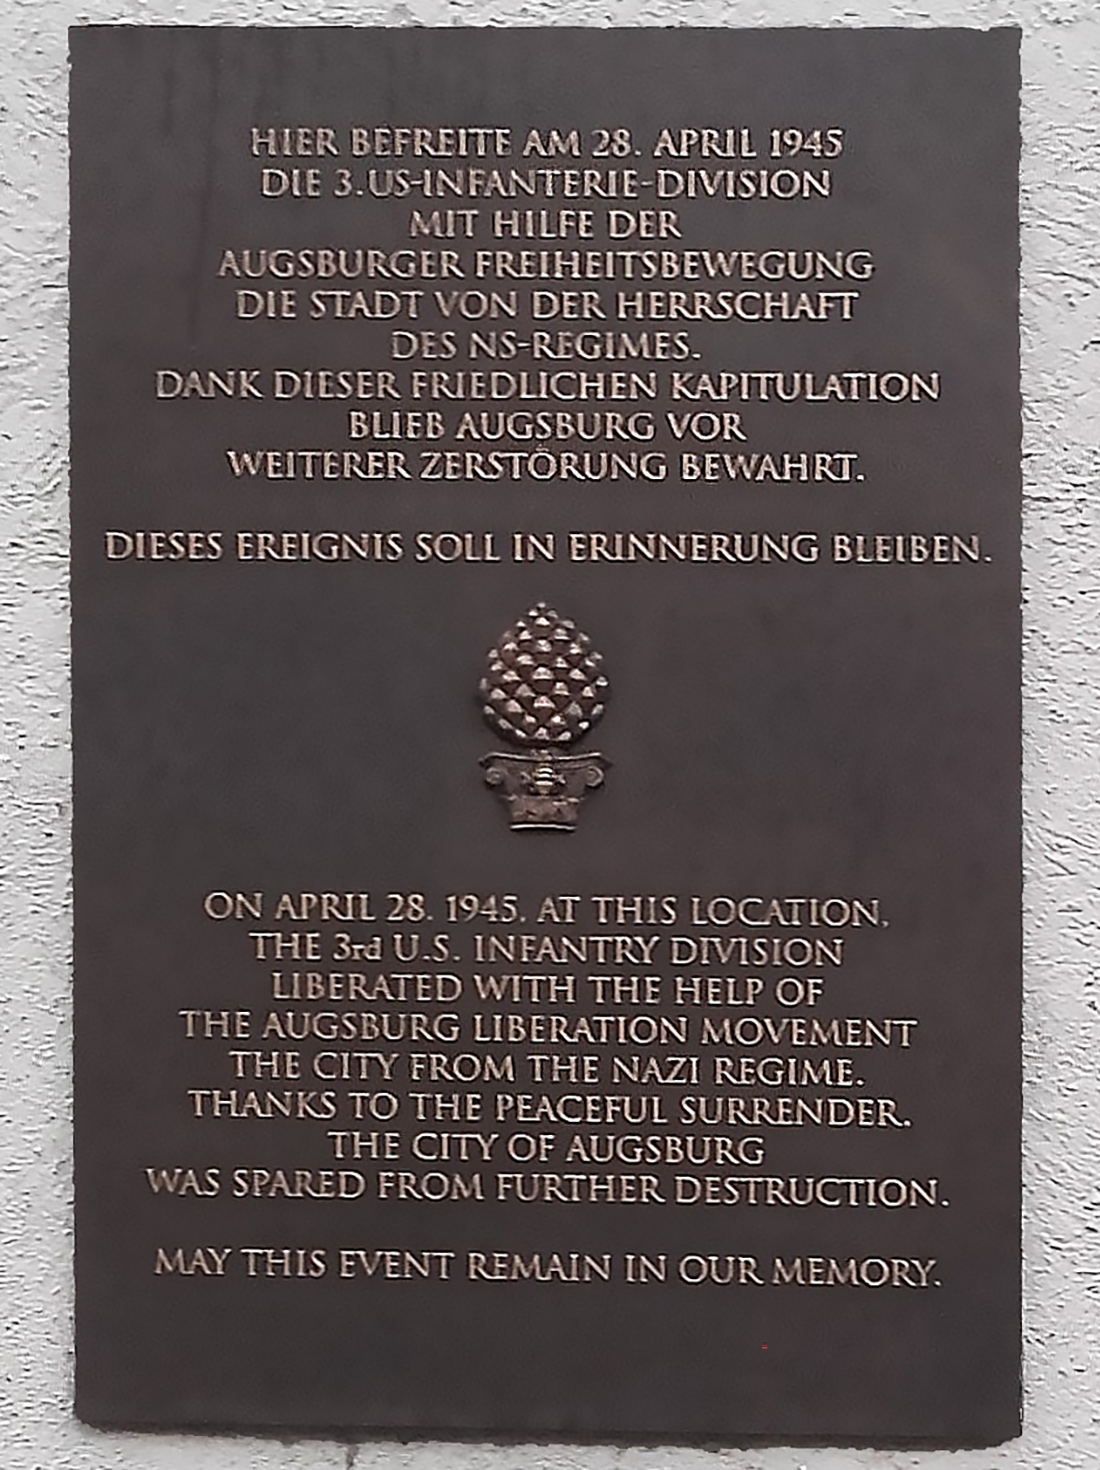 HIER BEFREITE AM 28. APRIL 1945
DIE 3.US-INFANTERIE-DIVISION
MIT HILFE DER
AUGSBURGER FREIHEITSBEWEGUNG
DIE STADT VON DER HERRSCHAFT
DES NS-REGIMES.
DANK DIESER FRIEDLICHEN KAPITULATION
BLIEB AUGSBURG VOR
WEITERER ZERSTÖRUNG BEWAHRT.
DIESES EREIGNIS SOLL IN ERINNERUNG BLEIBEN.
ON APRIL 28. 1945. AT THIS LOCATION,
THE 3rd U.S. INFANTRY DIVISION
LIBERATED WITH THE HELP OF
THE AUGSBURG LIBERATION MOVEMENT
THE CITY FROM THE NAZI REGIME.
THANKS TO THE PEACEFUL SURRENDER.
THE CITY OF AUGSBURG
WAS SPARED FROM FURTHER DESTRUCTION.
MAY THIS EVENT REMAIN IN OUR MEMORY.